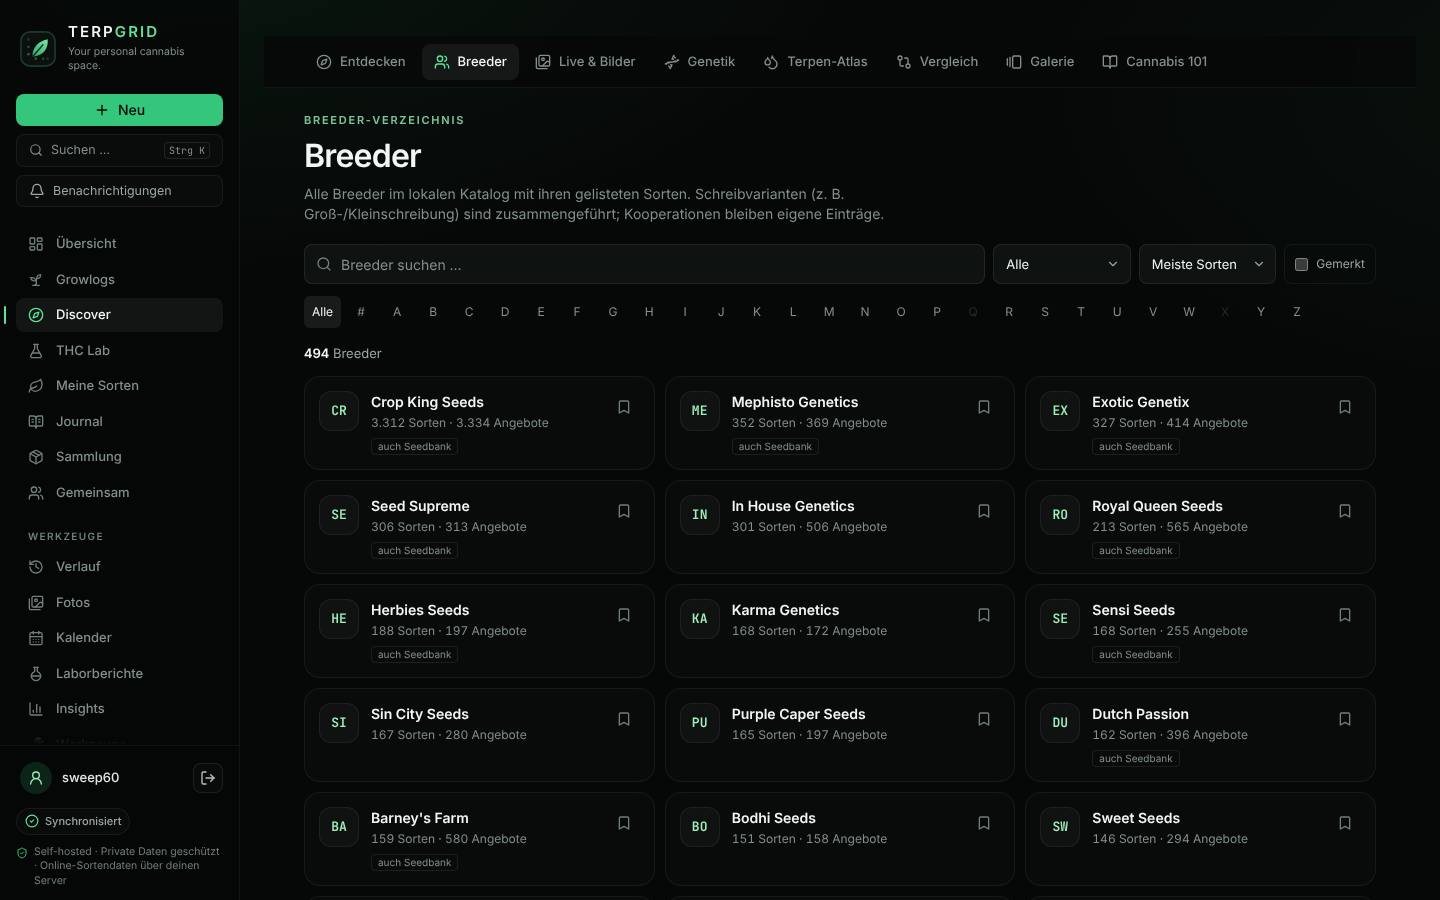 TERPGRID
Your personal cannabis
space.
Neu
Suchen ...
Strg K
Benachrichtigungen
Übersicht
Growlogs
Discover
THC Lab
Meine Sorten
Journal
Sammlung
Gemeinsam
WERKZEUGE
Verlauf
Fotos
Kalender
Laborberichte
Insights
sweep60
Synchronisiert
Self-hosted · Private Daten geschützt
· Online-Sortendaten über deinen
Server
Entdecken
Breeder
Live & Bilder
Genetik
Terpen-Atlas
Vergleich
Galerie
Cannabis 101
BREEDER-VERZEICHNIS
Breeder
Alle Breeder im lokalen Katalog mit ihren gelisteten Sorten. Schreibvarianten (z. B.
Groß-/Kleinschreibung) sind zusammengeführt; Kooperationen bleiben eigene Einträge.
Breeder suchen ...
Alle
Meiste Sorten
Gemerkt
Alle # A B C D E F G H I J K L M N O P Q R S T U V W X Y Z
494 Breeder
CR
Crop King Seeds
3.312 Sorten · 3.334 Angebote
auch Seedbank
ME
Mephisto Genetics
352 Sorten · 369 Angebote
auch Seedbank
EX
Exotic Genetix
327 Sorten · 414 Angebote
auch Seedbank
SE
Seed Supreme
306 Sorten · 313 Angebote
auch Seedbank
IN
In House Genetics
301 Sorten · 506 Angebote
RO
Royal Queen Seeds
213 Sorten · 565 Angebote
auch Seedbank
HE
Herbies Seeds
188 Sorten · 197 Angebote
auch Seedbank
KA
Karma Genetics
168 Sorten · 172 Angebote
SE
Sensi Seeds
168 Sorten · 255 Angebote
auch Seedbank
SI
Sin City Seeds
167 Sorten · 280 Angebote
PU
Purple Caper Seeds
165 Sorten · 197 Angebote
DU
Dutch Passion
162 Sorten · 396 Angebote
auch Seedbank
BA
Barney's Farm
159 Sorten · 580 Angebote
auch Seedbank
BO
Bodhi Seeds
151 Sorten · 158 Angebote
SW
Sweet Seeds
146 Sorten · 294 Angebote